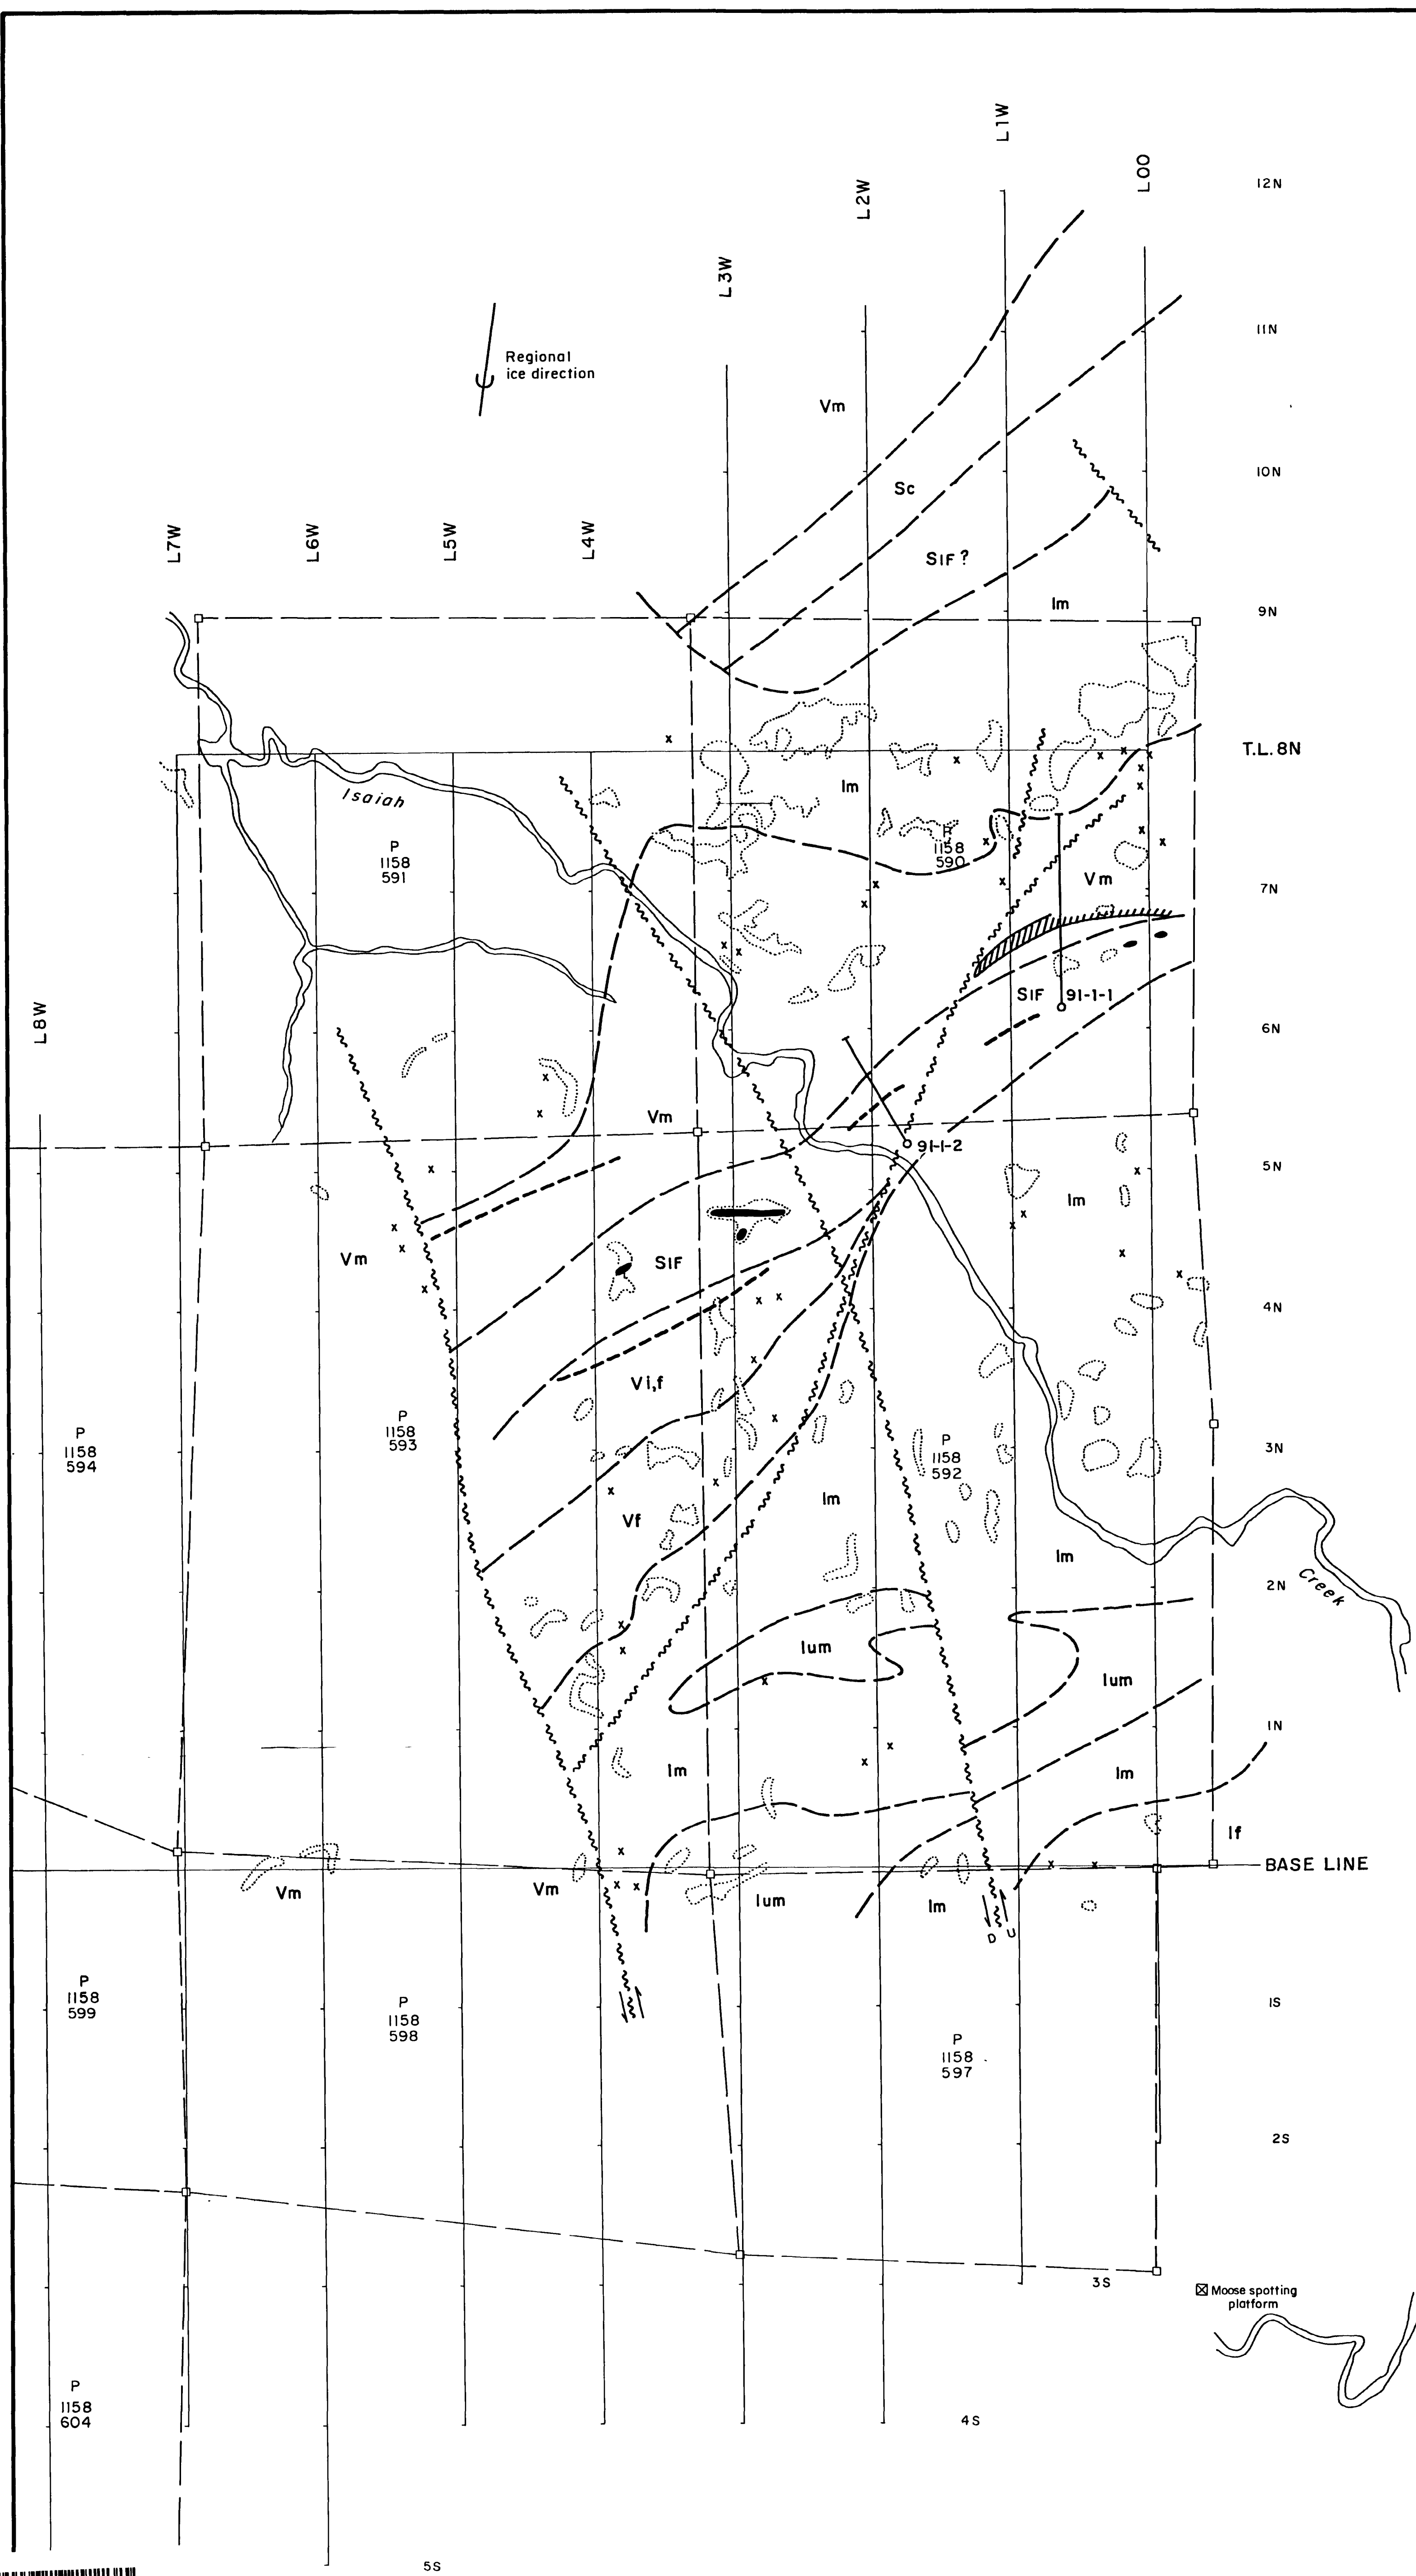 L1W
L00
12N
L2W
L3W
11N
Regional
ice direction
Vm
10N
Sc
L7W
L6W
L5W
L4W
SIF ?
Im
9N
T.L. 8N
Isaiah
Im
P
1158
591
P
1158
590
Vm
7N
SIF
91-1-1
L8W
6N
Vm
91-1-2
5N
Im
Vm
SIF
4N
Vi,f
P
1158
594
P
1158
593
P
1158
592
3N
Im
Vf
Im
2N
Creek
Ium
Ium
1N
Im
Im
If
BASE LINE
Vm
Vm
Ium
Im
D
U
P
1158
599
P
1158
598
1S
P
1158
597
2S
3S
Moose spotting
platform
P
1158
604
4S
5S